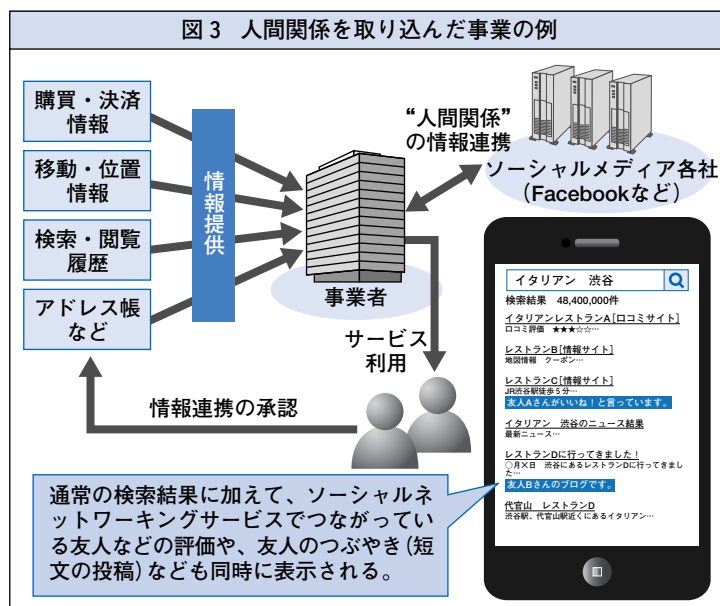 図3 人間関係を取り込んだ事業の例
購買・決済
情報
移動・位置
情報
検索・閲覧
履歴
アドレス帳
など
情報提供
事業者
“人間関係”
の情報連携
ソーシャルメディア各社
(Facebookなど)
サービス
利用
情報連携の承認
通常の検索結果に加えて、ソーシャルネ
ットワーキングサービスでつながってい
る友人などの評価や、友人のつぶやき(短
文の投稿)なども同時に表示される。
イタリアン 渋谷
検索結果 48,400,000件
イタリアンレストランA[口コミサイト]
口コミ評価 ★★★☆☆…
レストランB[情報サイト]
地図情報 クーポン…
レストランC[情報サイト]
JR渋谷駅徒歩5分…
友人Aさんがいいね!と言っています。
イタリアン 渋谷のニュース結果
最新ニュース…
レストランDに行ってきました!
○月×日 渋谷にあるレストランDに行ってきまし
た…
友人Bさんのブログです。
代官山 レストランD
渋谷駅、代官山駅近くにあるイタリアン…